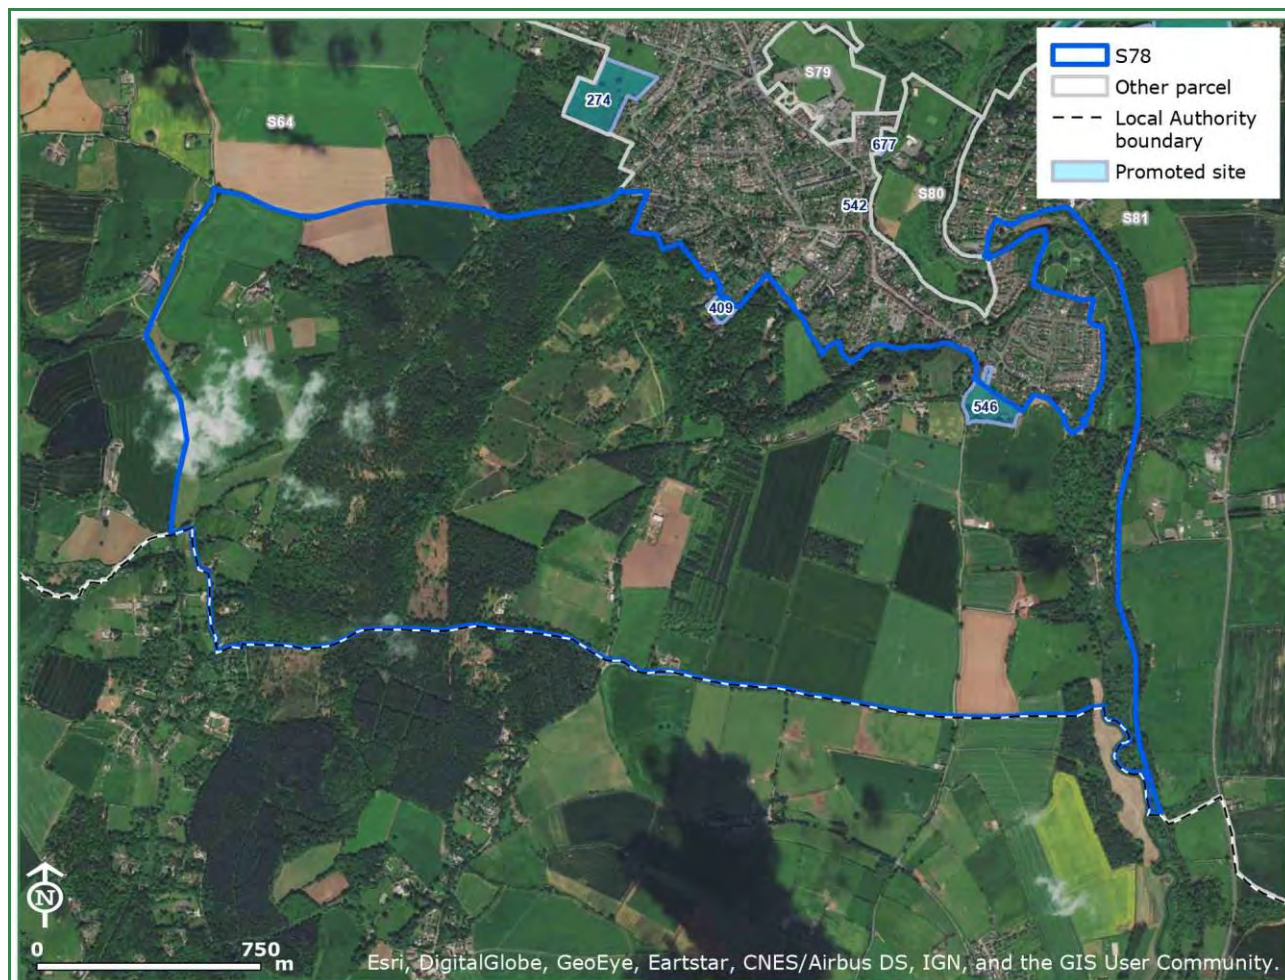 S78
Other parcel
Local Authority
boundary
Promoted site
S79
274
S64
677
S80
542
S81
409
546
N
0
750
m
Esri, DigitalGlobe, GeoEye, Eartstar, CNES/Airbus DS, IGN, and the GIS User Community.